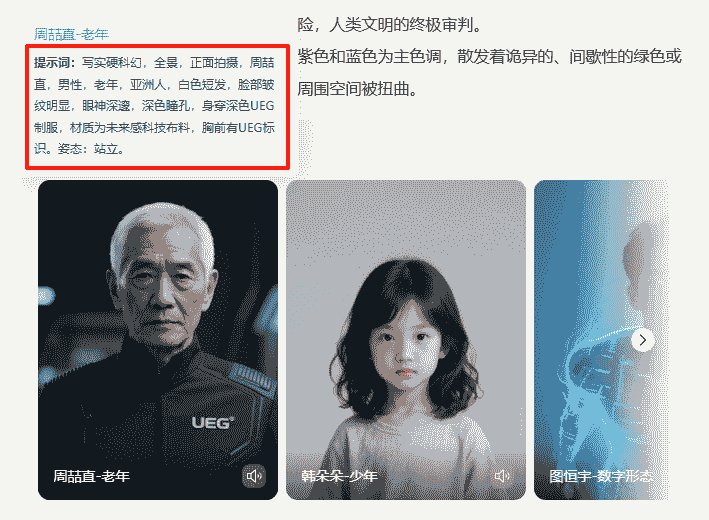 周喆直-老年
提示词：写实硬科幻，全景，正面拍摄，周喆
直，男性，老年，亚洲人，白色短发，脸部皱
纹明显，眼神深邃，深色瞳孔，身穿深色UEG
制服，材质为未来感科技布料，胸前有UEG标
识。姿态：站立。
险，人类文明的终极审判。
紫色和蓝色为主色调，散发着诡异的、间歇性的绿色或
周围空间被扭曲。
UEG
周喆直-老年
韩朵朵-少年
图恒宇-数字形态